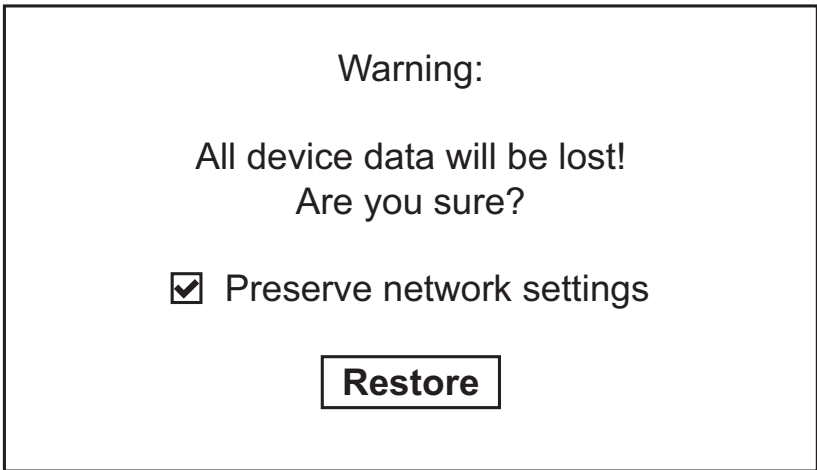 Warning:
All device data will be lost!
Are you sure?
Preserve network settings
Restore